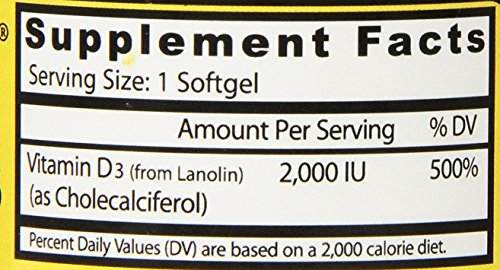 ®
Supplement Facts
Serving Size: 1 Softgel
Amount Per Serving % DV
Vitamin D3 (from Lanolin) 2,000 IU 500%
(as Cholecalciferol)
Percent Daily Values (DV) are based on a 2,000 calorie diet.